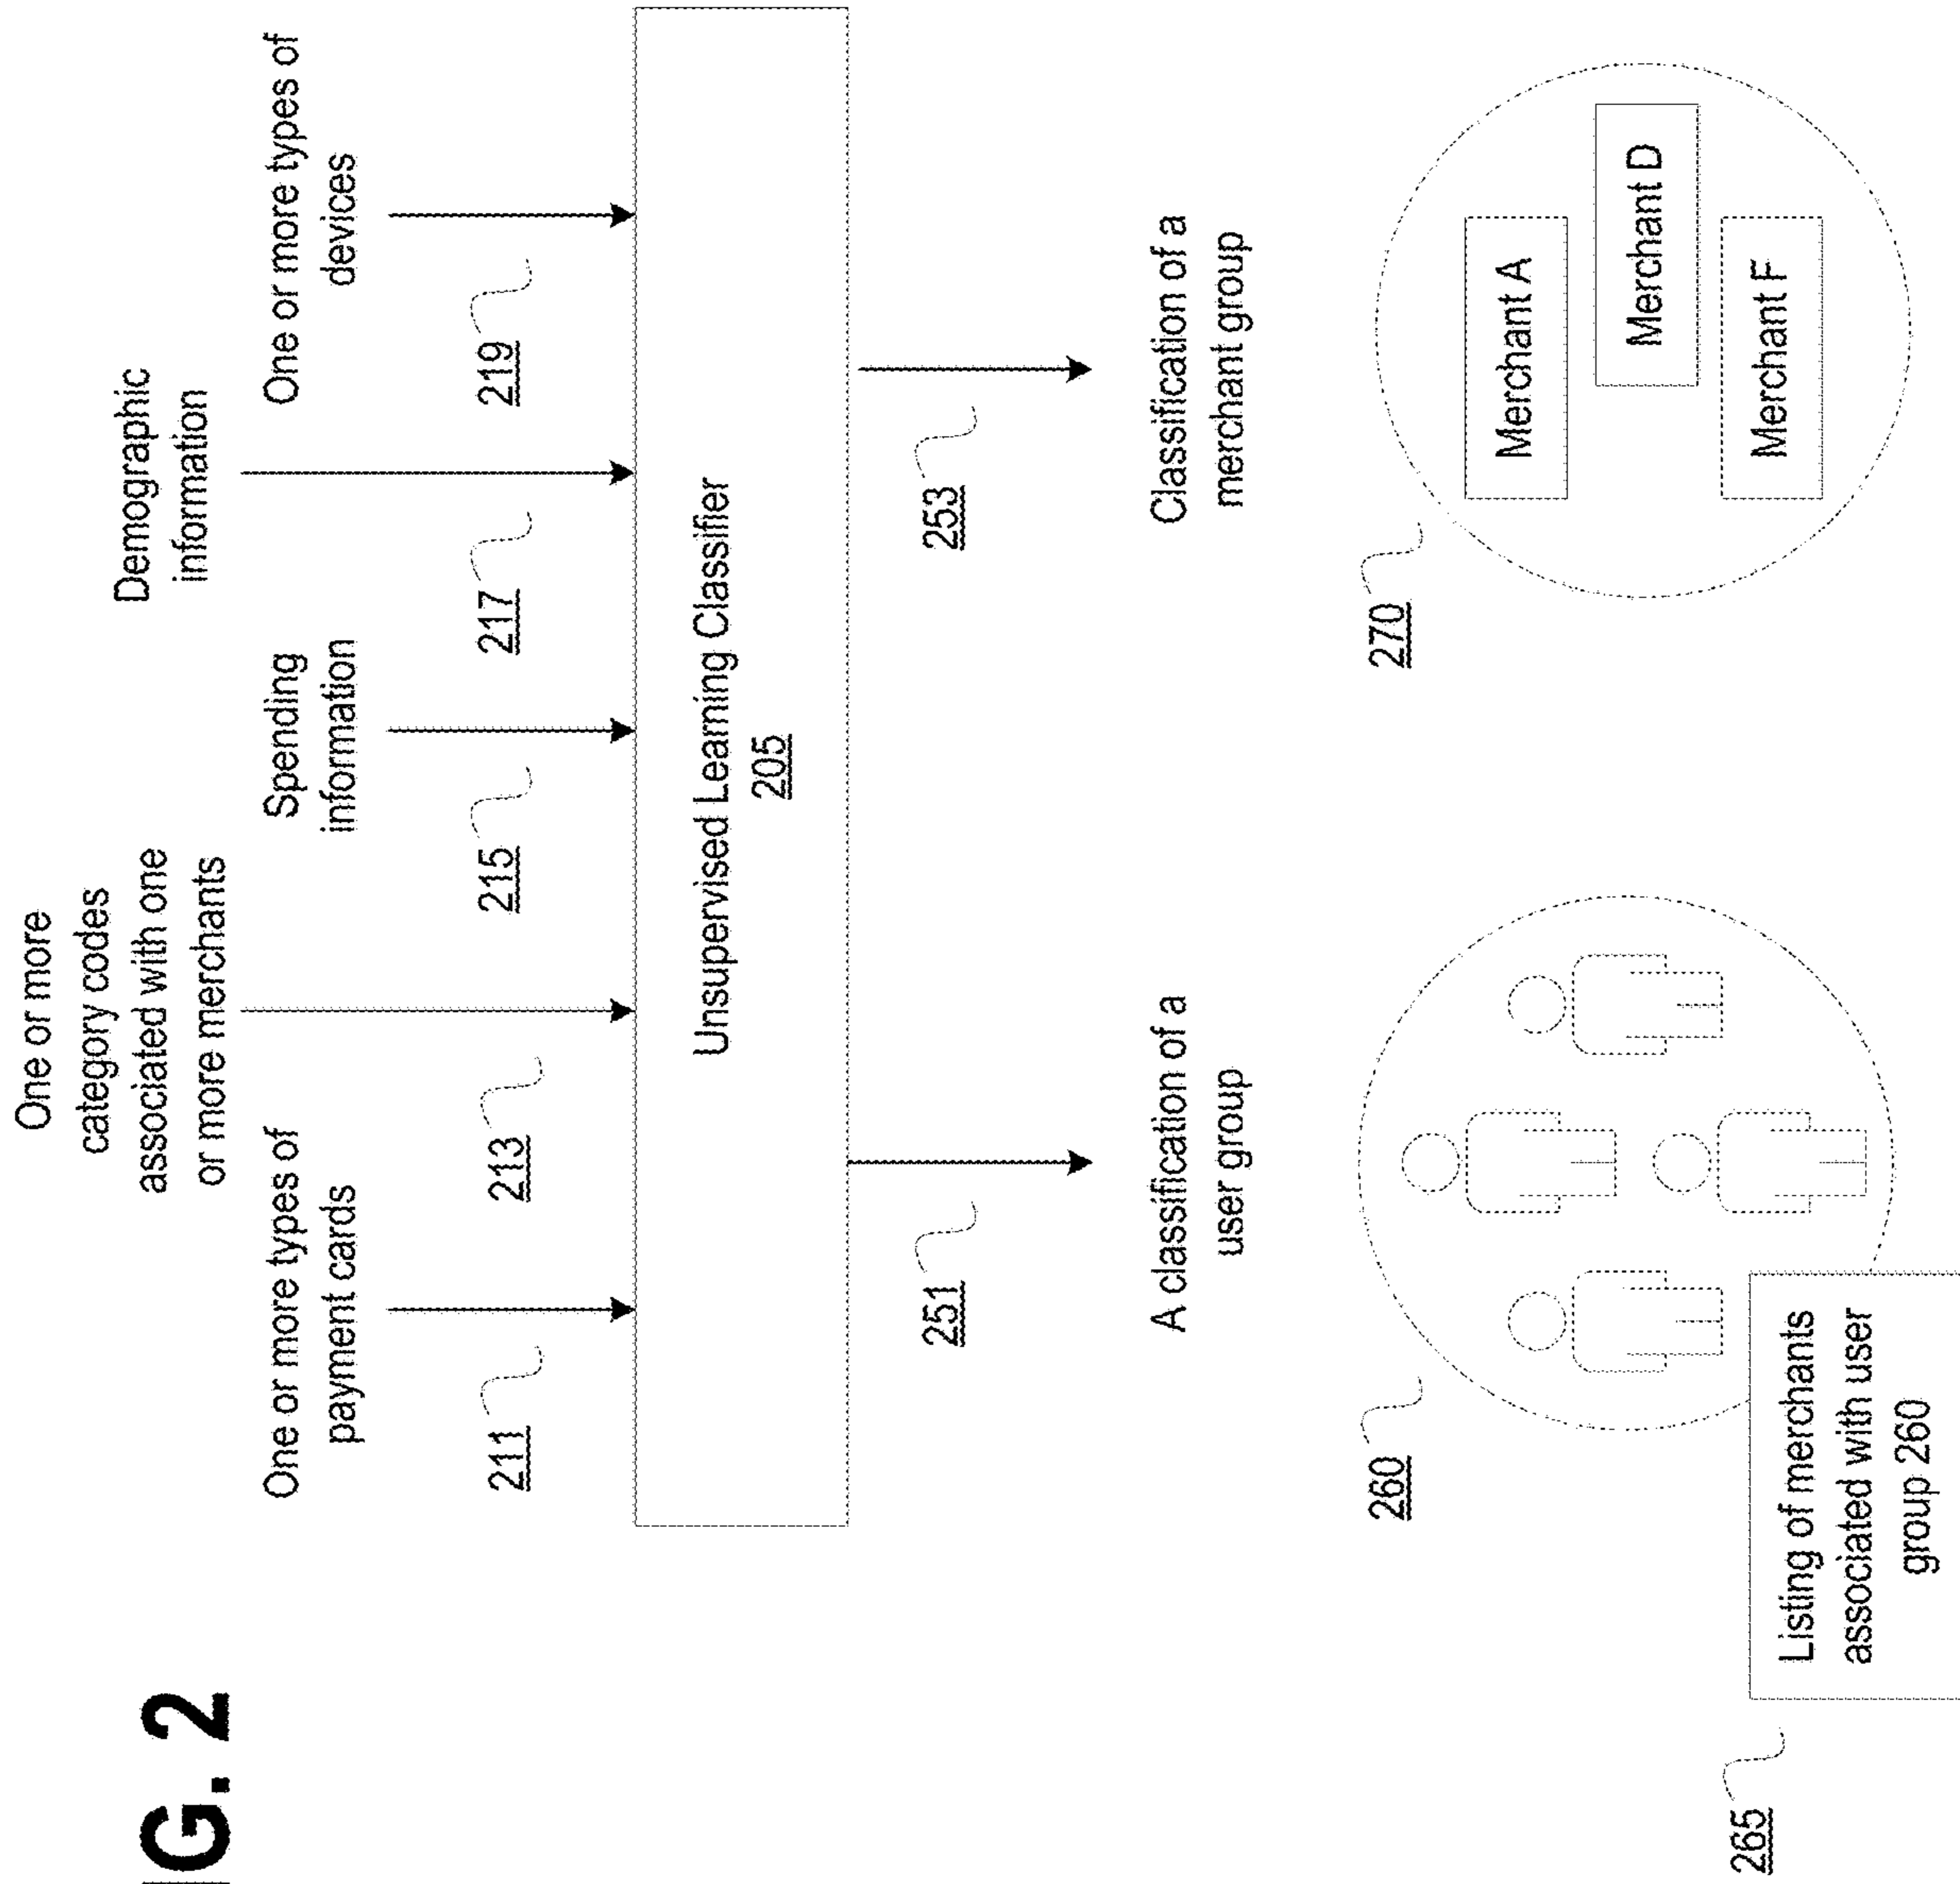 IG. 2
One or more
category codes
associated with one
or more merchants
Demographic
information
One or more types of
payment cards
Spending
information
One or more types of
devices
211
213
215
217
219
Unsupervised Learning Classifier
205
251
253
A classification of a
user group
Classification of a
merchant group
260
270
Merchant A
Merchant D
Merchant F
265
Listing of merchants
associated with user
group 260